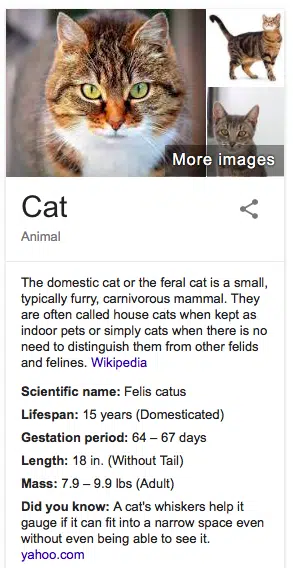 More images
Cat
Animal
The domestic cat or the feral cat is a small,
typically furry, carnivorous mammal. They
are often called house cats when kept as
indoor pets or simply cats when there is no
need to distinguish them from other felids
and felines. Wikipedia
Scientific name: Felis catus
Lifespan: 15 years (Domesticated)
Gestation period: 64 – 67 days
Length: 18 in. (Without Tail)
Mass: 7.9 – 9.9 lbs (Adult)
Did you know: A cat's whiskers help it
gauge if it can fit into a narrow space even
without even being able to see it.
yahoo.com